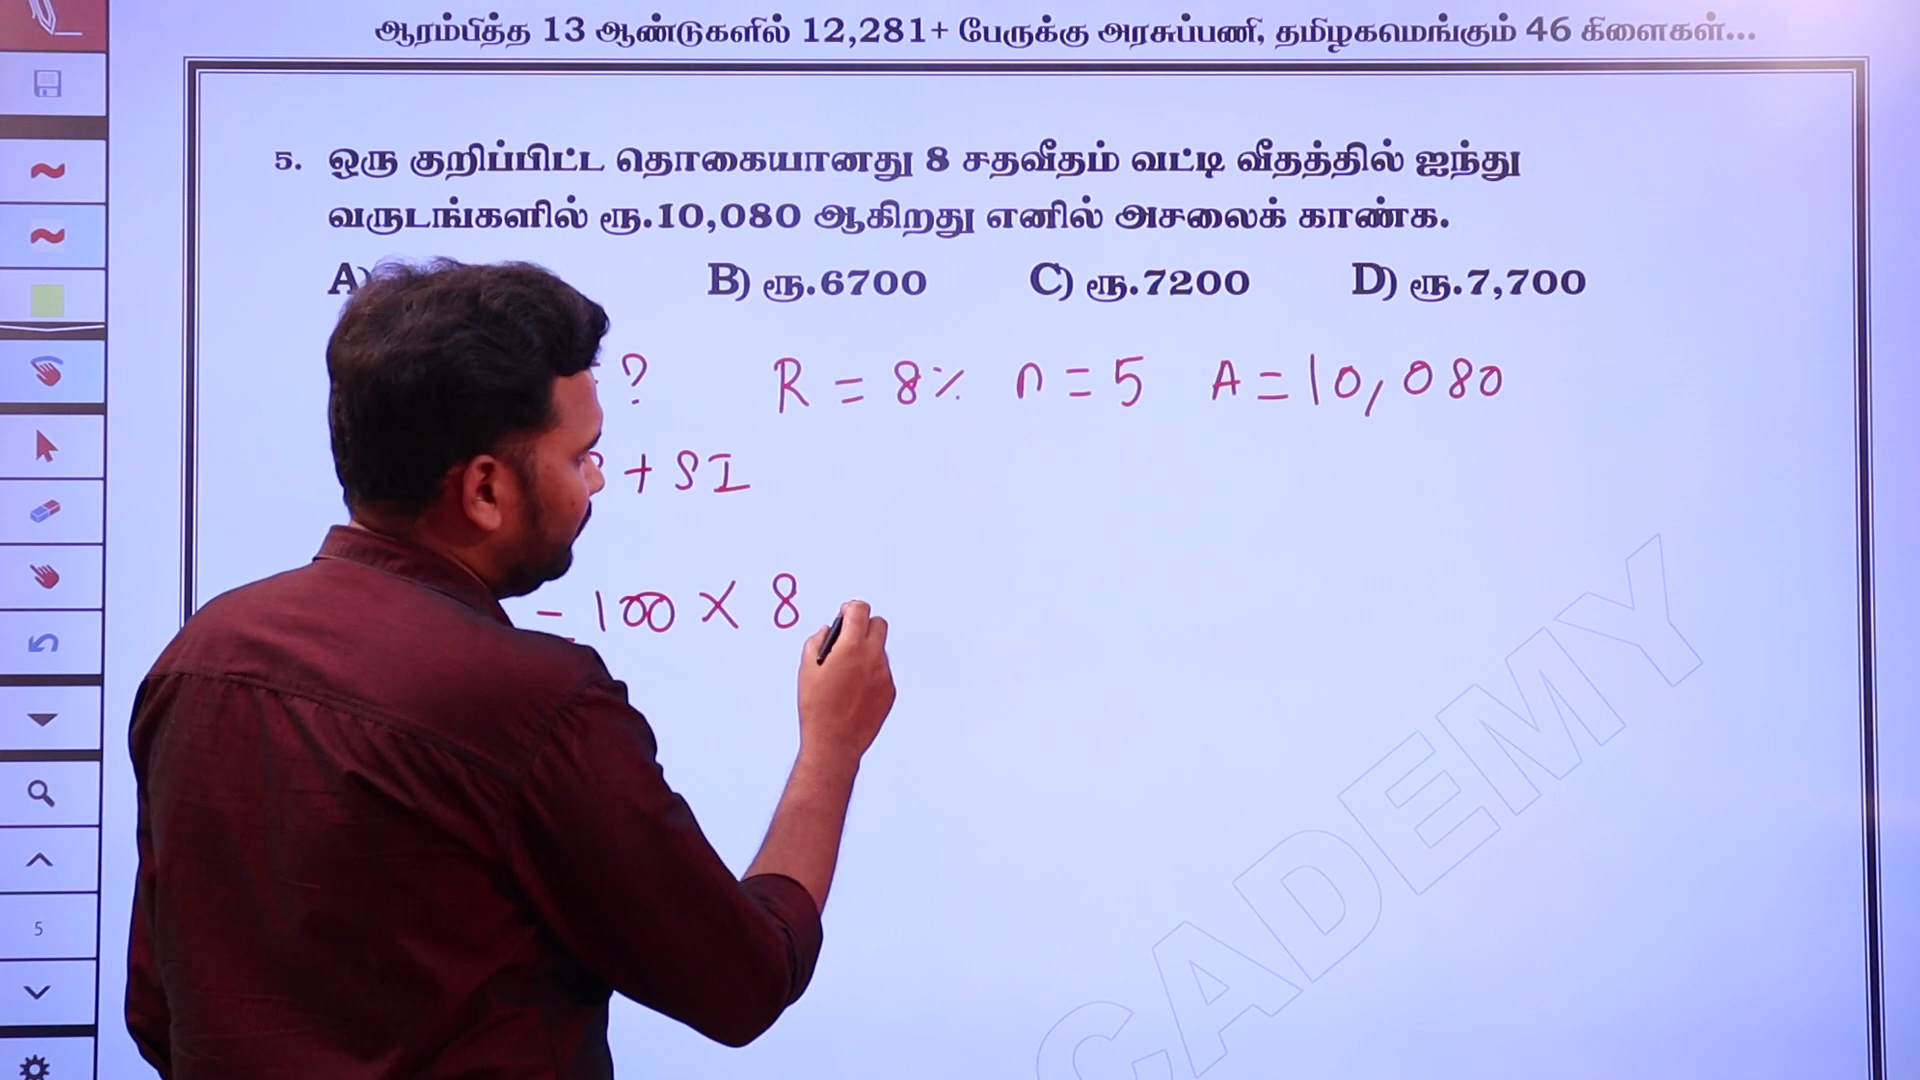 ஆரம்பித்த 13 ஆண்டுகளில் 12,281+ பேருக்கு அரசுப்பணி, தமிழகமெங்கும் 46 கிளைகள்...
5. ஒரு குறிப்பிட்ட தொகையானது 8 சதவீதம் வட்டி வீதத்தில் ஐந்து
வருடங்களில் ரூ.10,080 ஆகிறது எனில் அசலைக் காண்க.
A) B) ரூ.6700 C) ரூ.7200 D) ரூ.7,700
? R = 8% n = 5 A = 10,080
+ SI
= 100 × 8
CADEMY
5